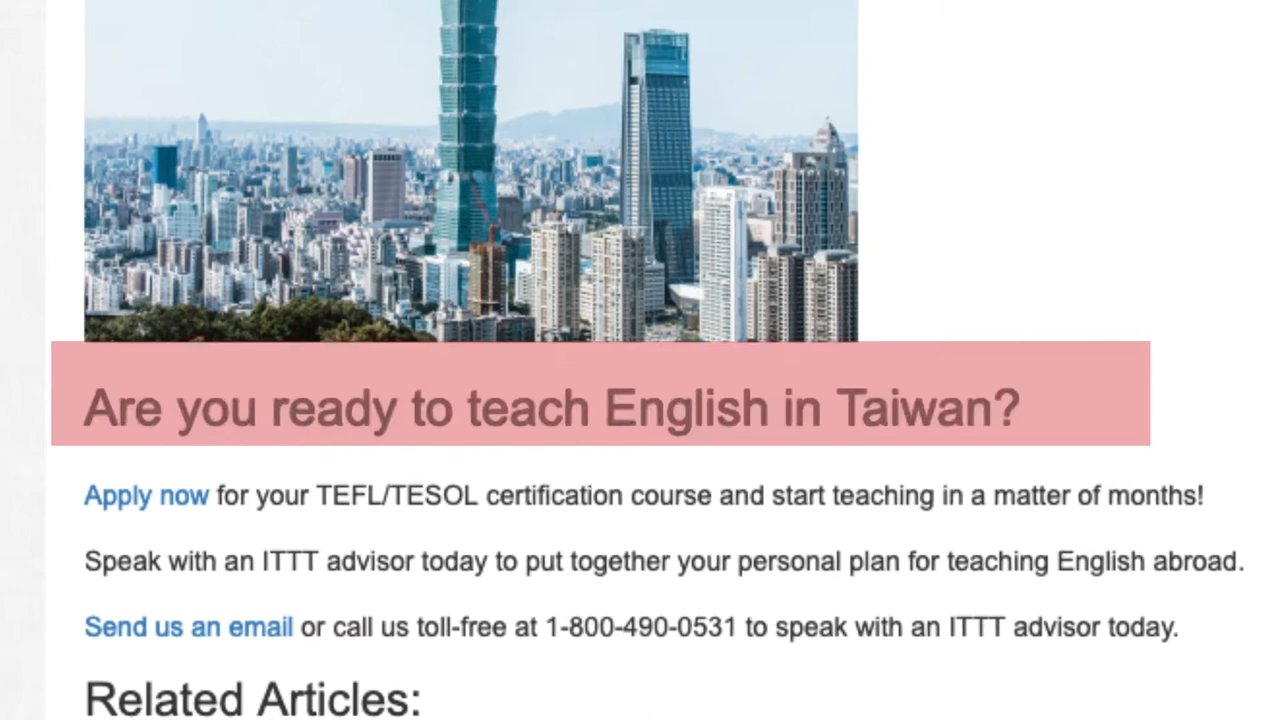 Are you ready to teach English in Taiwan?
Apply now for your TEFL/TESOL certification course and start teaching in a matter of months!
Speak with an ITTT advisor today to put together your personal plan for teaching English abroad.
Send us an email or call us toll-free at 1-800-490-0531 to speak with an ITTT advisor today.
Related Articles: